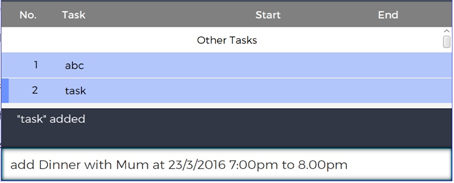 No. Task Start End
Other Tasks
1 abc
2 task
"task" added
add Dinner with Mum at 23/3/2016 7:00pm to 8.00pm